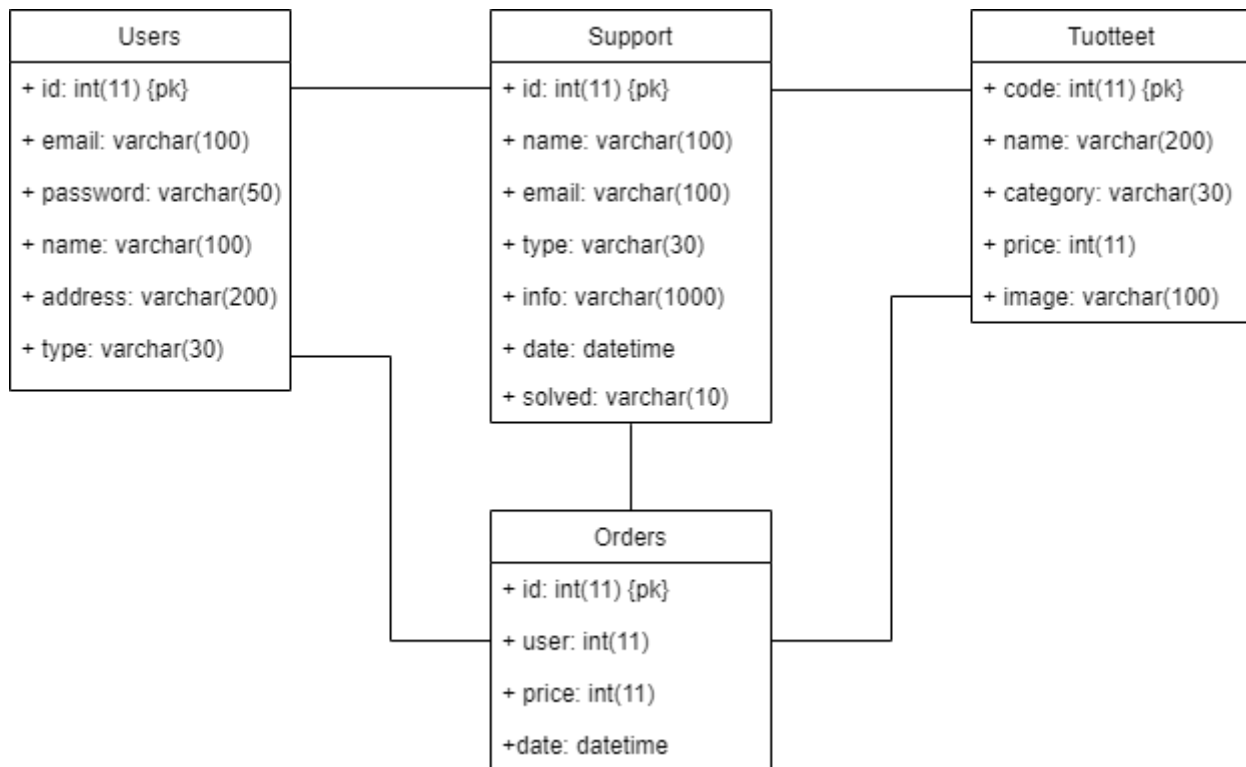 Users
+ id: int(11) {pk}
+ email: varchar(100)
+ password: varchar(50)
+ name: varchar(100)
+ address: varchar(200)
+ type: varchar(30)
Support
+ id: int(11) {pk}
+ name: varchar(100)
+ email: varchar(100)
+ type: varchar(30)
+ info: varchar(1000)
+ date: datetime
+ solved: varchar(10)
Tuotteet
+ code: int(11) {pk}
+ name: varchar(200)
+ category: varchar(30)
+ price: int(11)
+ image: varchar(100)
Orders
+ id: int(11) {pk}
+ user: int(11)
+ price: int(11)
+date: datetime